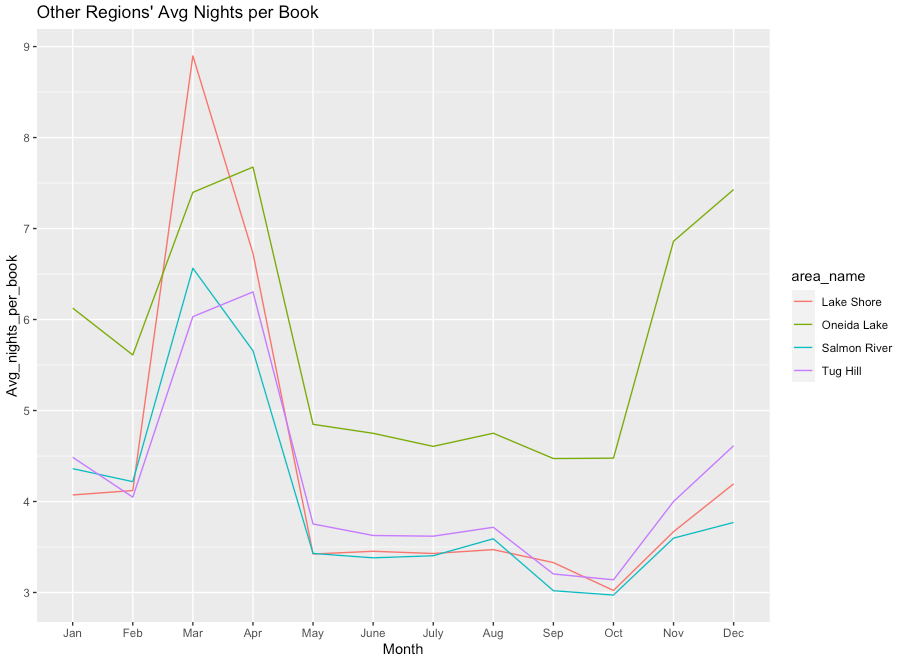 Other Regions' Avg Nights per Book
Avg_nights_per_book
9
8
7
6
5
4
3
Jan Feb Mar Apr May June July Aug Sep Oct Nov Dec
Month
area_name
Lake Shore
Oneida Lake
Salmon River
Tug Hill